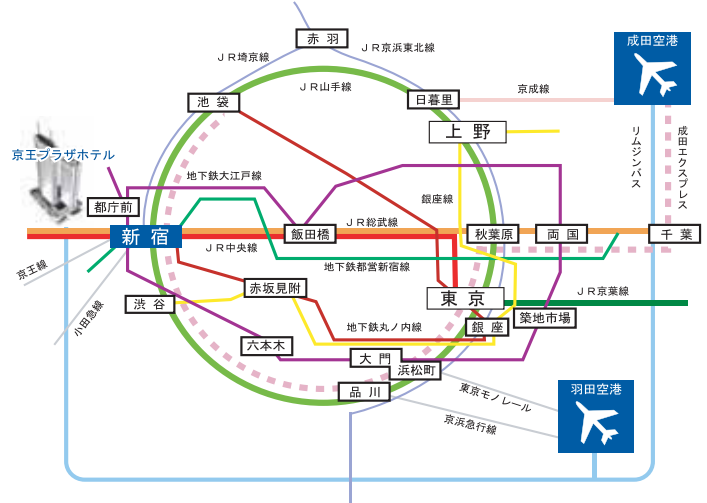 赤羽
成田空港
ＪＲ埼京線
ＪＲ京浜東北線
ＪＲ山手線
京成線
池袋
日暮里
上野
リムジンバス
成田エクスプレス
京王プラザホテル
地下鉄大江戸線
銀座線
都庁前
ＪＲ総武線
新宿
飯田橋
秋葉原
両国
千葉
ＪＲ中央線
京王線
地下鉄都営新宿線
赤坂見附
東京
ＪＲ京葉線
渋谷
小田急線
地下鉄丸ノ内線
銀座
築地市場
六本木
大門
浜松町
品川
東京モノレール
羽田空港
京浜急行線